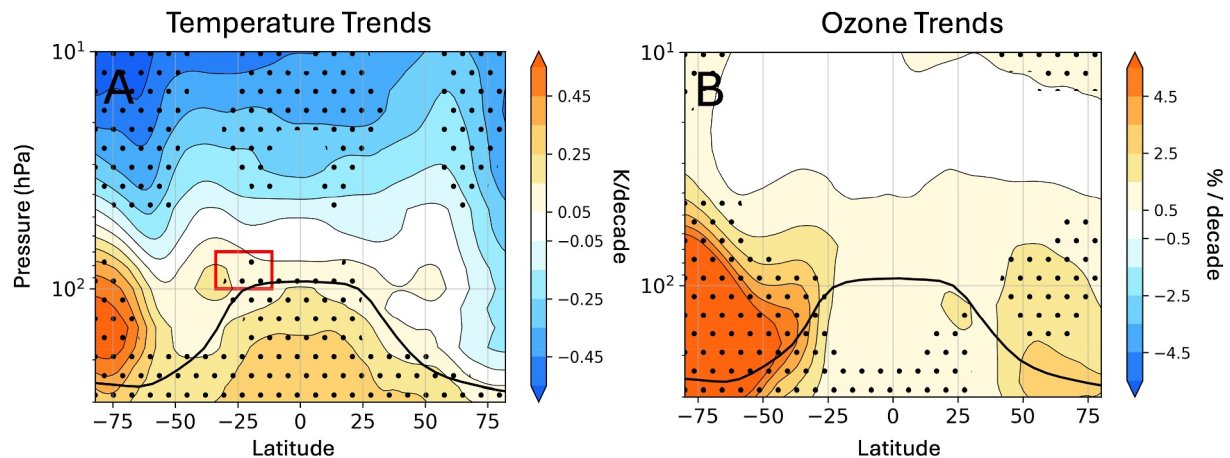 Temperature Trends
A
10¹
10²
Pressure (hPa)
−75 −50 −25 0 25 50 75
Latitude
0.45
0.25
0.05
−0.05
−0.25
−0.45
K/decade
Ozone Trends
B
10¹
10²
−75 −50 −25 0 25 50 75
Latitude
4.5
2.5
0.5
−0.5
−2.5
−4.5
% / decade